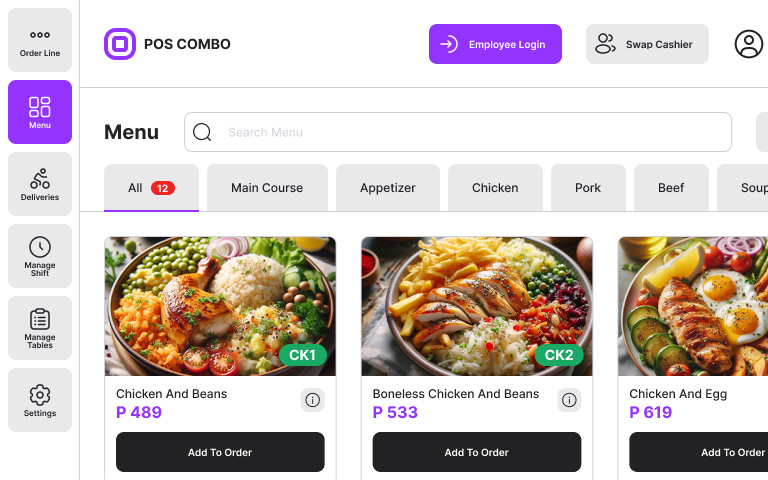 Order Line
Menu
Deliveries
Manage
Shift
Manage
Tables
Settings
POS COMBO
Employee Login
Swap Cashier
Menu
Search Menu
All 12
Main Course
Appetizer
Chicken
Pork
Beef
Soup
CK1
CK2
Chicken And Beans
P 489
Add To Order
Boneless Chicken And Beans
P 533
Add To Order
Chicken And Egg
P 619
Add To Order